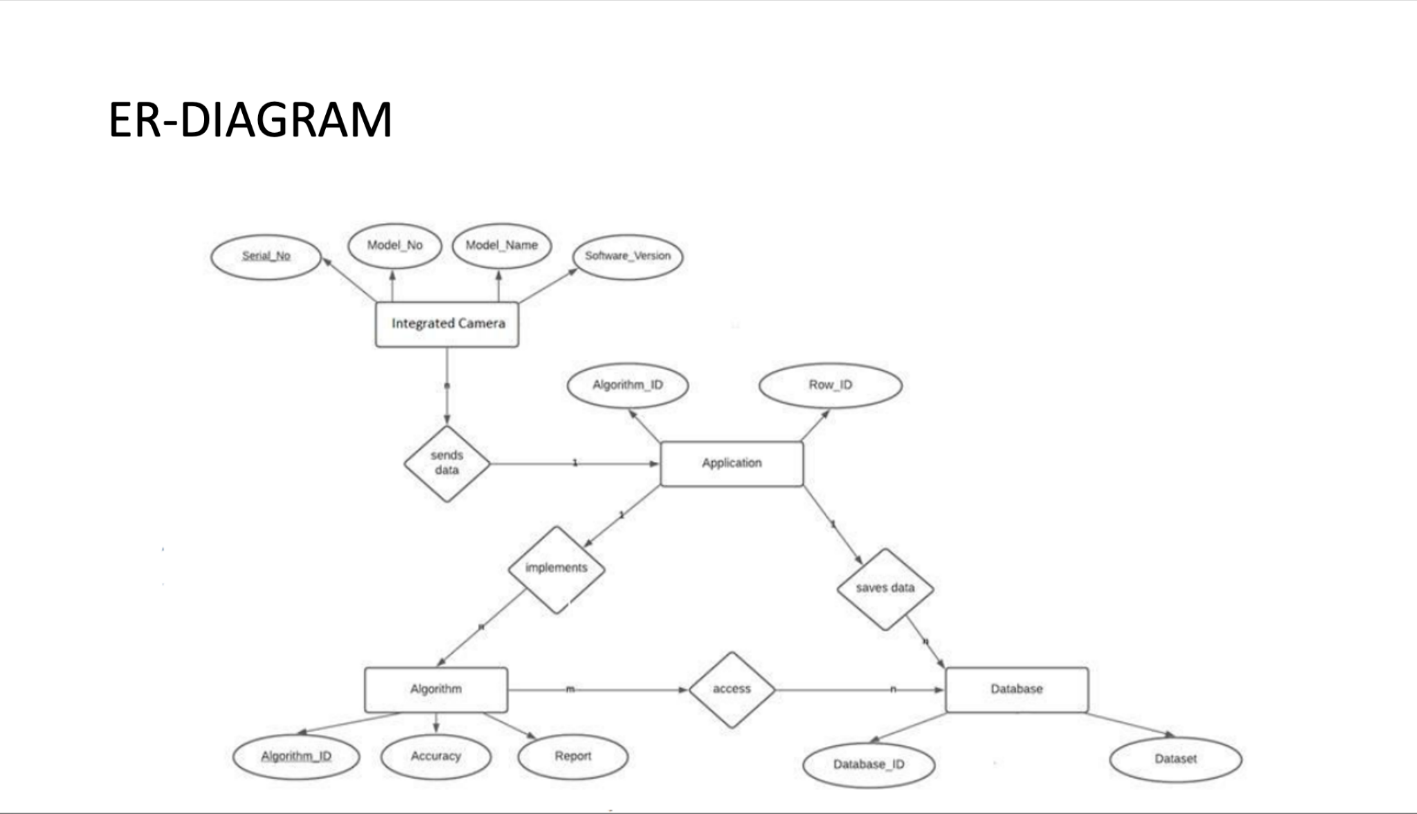 ER-DIAGRAM
Serial_No
Model_No
Model_Name
Software_Version
Integrated Camera
n
Algorithm_ID
Row_ID
sends
data
1
Application
1
1
implements
saves data
n
n
Algorithm
m
access
n
Database
Algorithm_ID
Accuracy
Report
Database_ID
Dataset